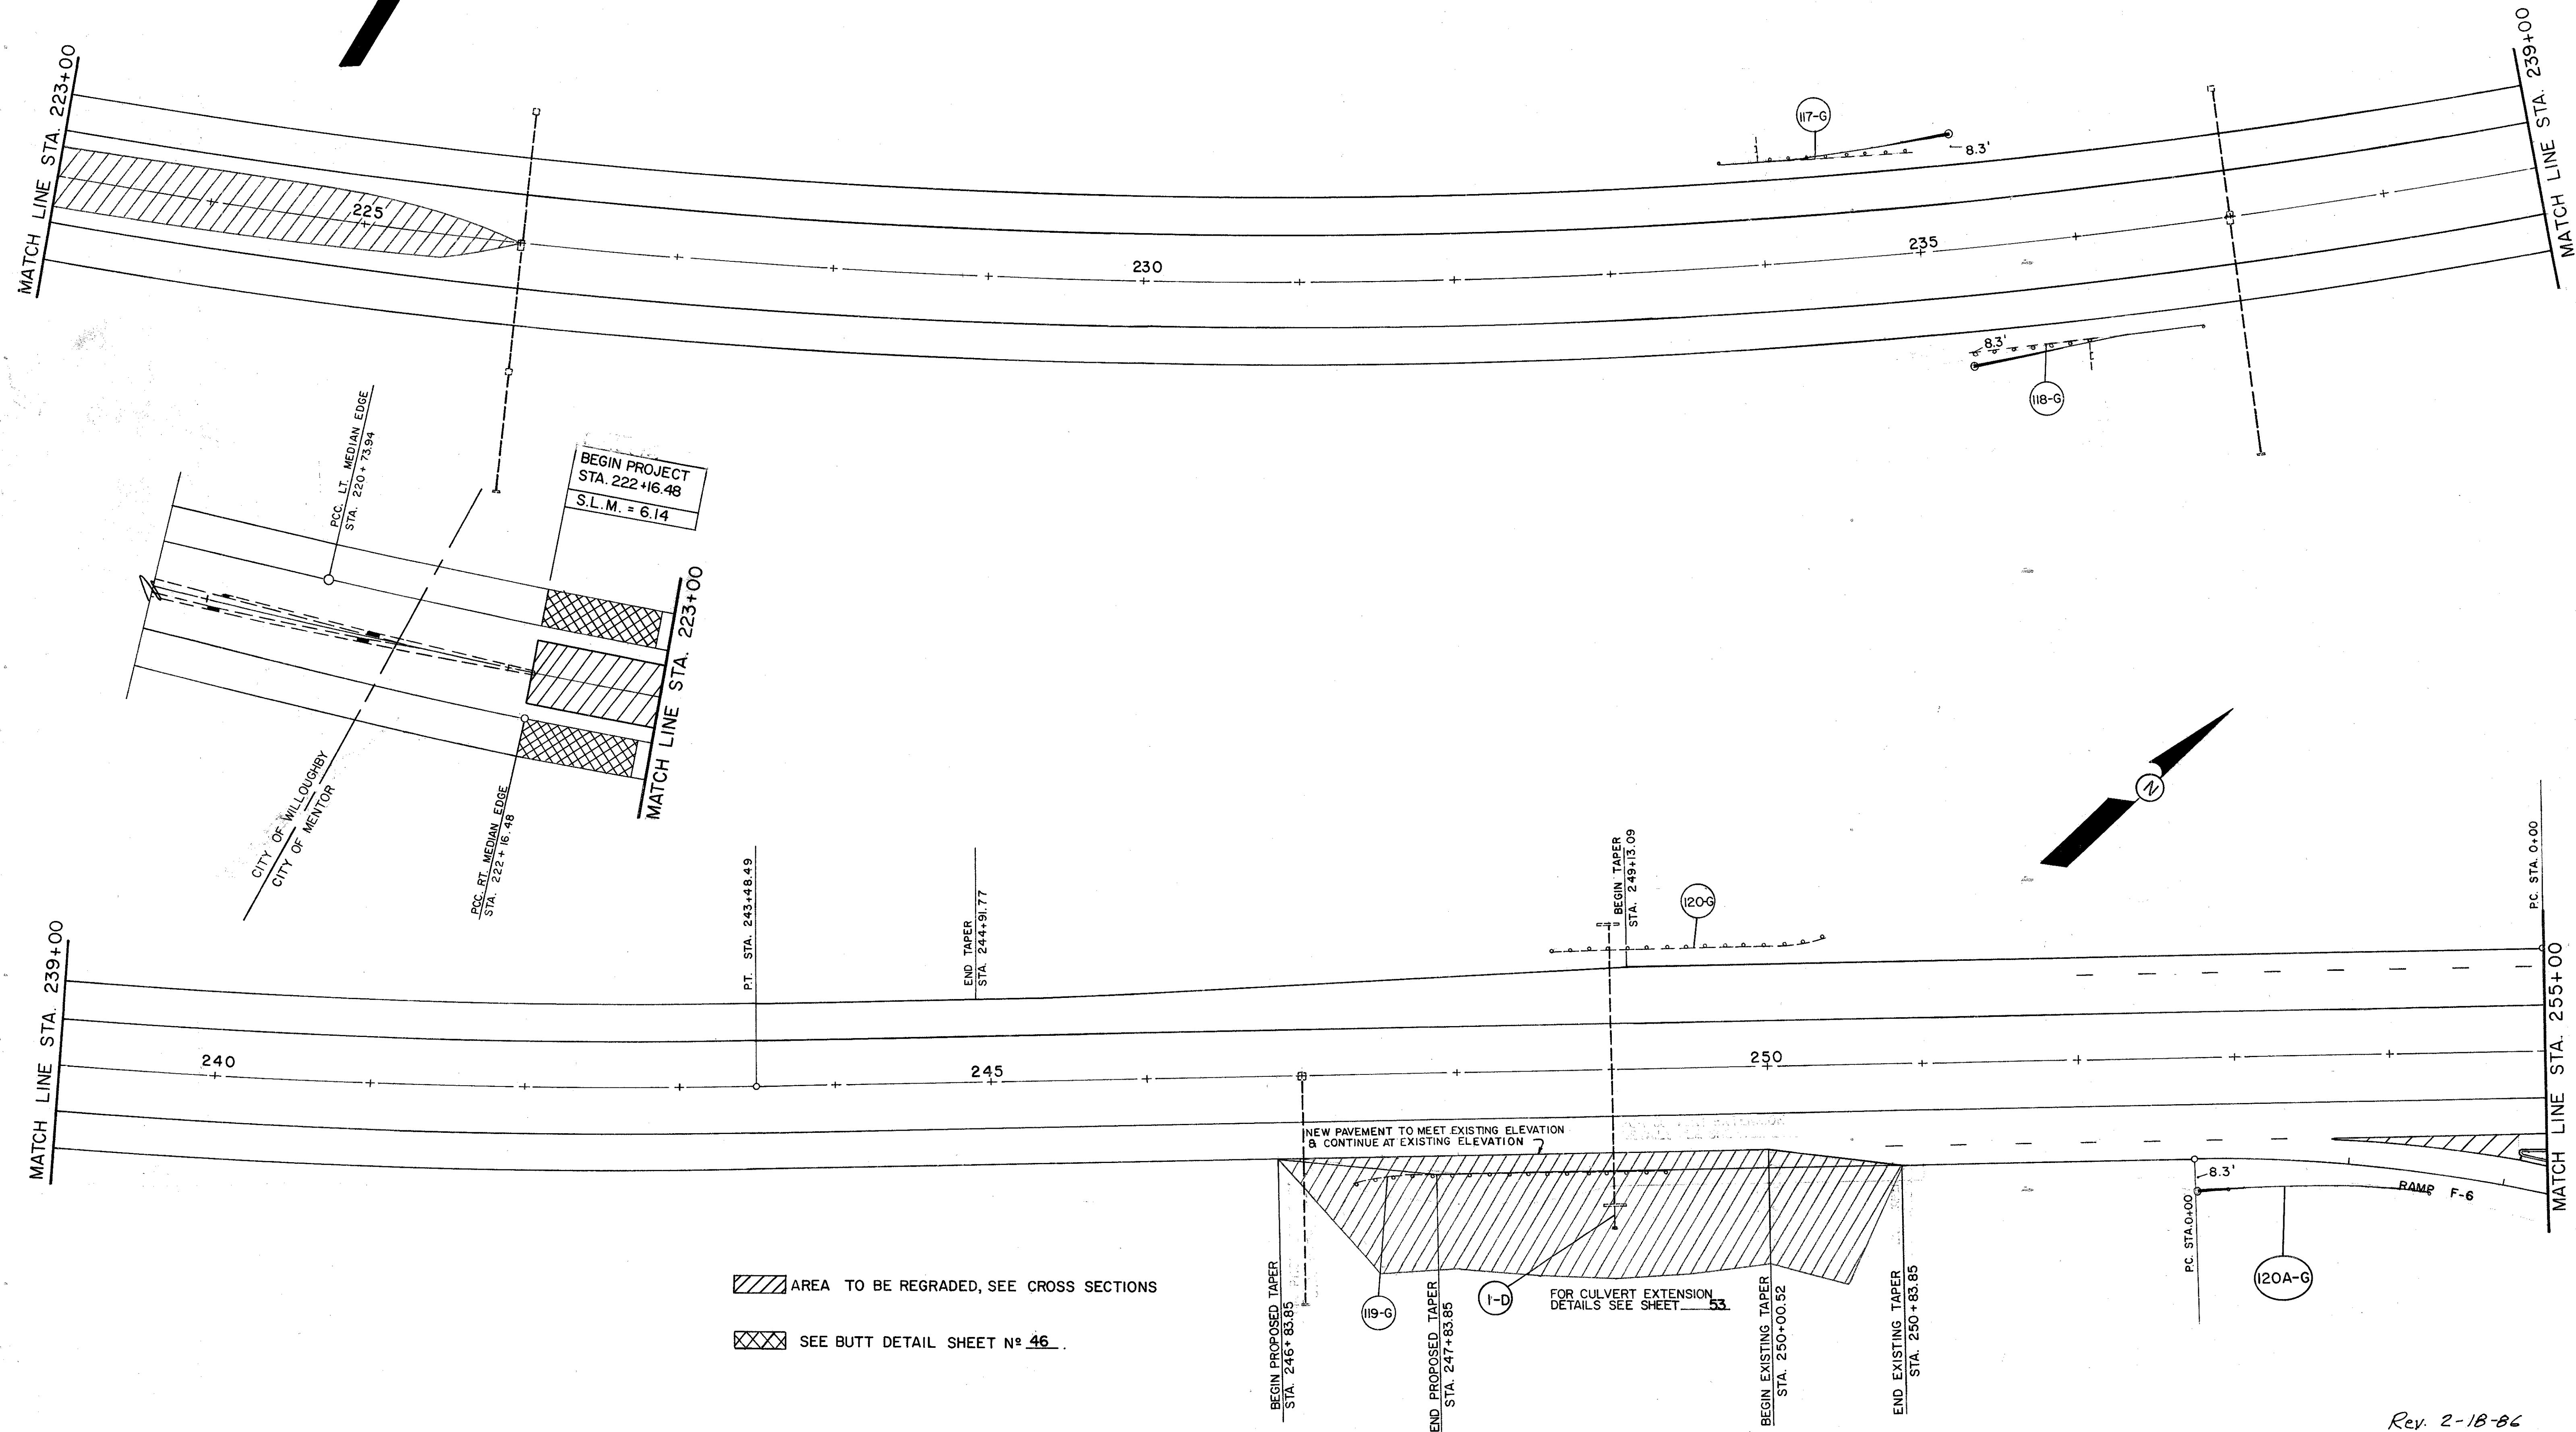 MATCH LINE STA. 223+00
225
230
235
117-G
8.3'
8.3'
118-G
MATCH LINE STA. 239+00
PCC. LT. MEDIAN EDGE
STA. 220+73.94
BEGIN PROJECT
STA. 222+16.48
S.L.M. = 6.14
MATCH LINE STA. 223+00
CITY OF WILLOUGHBY
CITY OF MENTOR
PCC. RT. MEDIAN EDGE
STA. 222+16.48
N
MATCH LINE STA. 239+00
240
P.T. STA. 243+48.49
END TAPER
STA. 244+91.77
245
BEGIN TAPER
STA. 249+13.09
120-G
250
P.C. STA. 0+00
MATCH LINE STA. 255+00
NEW PAVEMENT TO MEET EXISTING ELEVATION
& CONTINUE AT EXISTING ELEVATION
8.3'
RAMP F-6
P.C. STA. 0+00
120A-G
119-G
1-D
FOR CULVERT EXTENSION
DETAILS SEE SHEET 53
BEGIN PROPOSED TAPER
STA. 246+83.85
END PROPOSED TAPER
STA. 247+83.85
BEGIN EXISTING TAPER
STA. 250+00.52
END EXISTING TAPER
STA. 250+83.85
AREA TO BE REGRADED, SEE CROSS SECTIONS
SEE BUTT DETAIL SHEET Nº 46.
Rev. 2-18-86